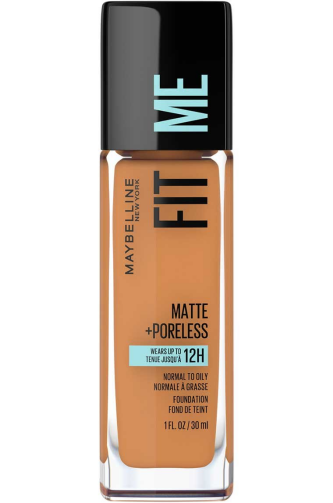 FIT ME
MAYBELLINE
NEW YORK
MATTE
+PORELESS
WEARS UP TO
TENUE JUSQU'À 12H
NORMAL TO OILY
NORMALE À GRASSE
FOUNDATION
FOND DE TEINT
1 FL. OZ / 30 ml